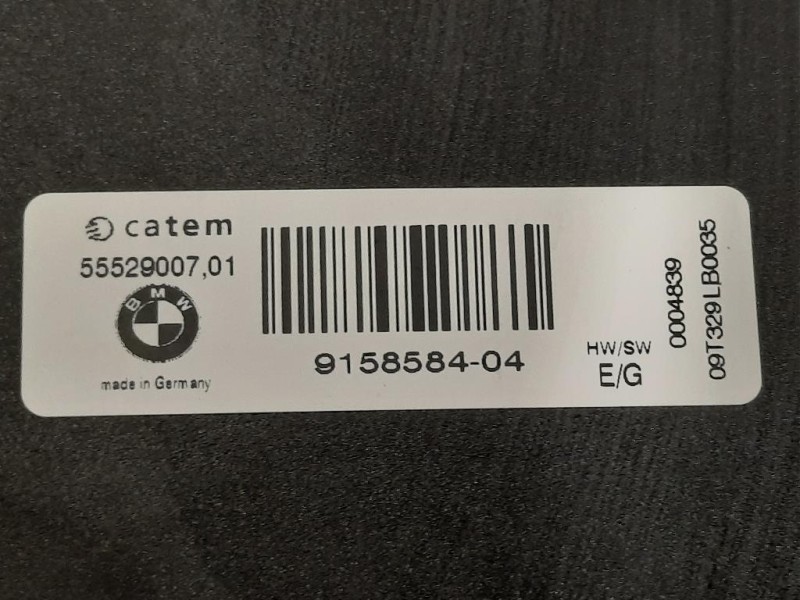 catem
55529007,01
BMW
made in Germany
9158584-04
HW/SW
E/G
0004839
09T329LB0035